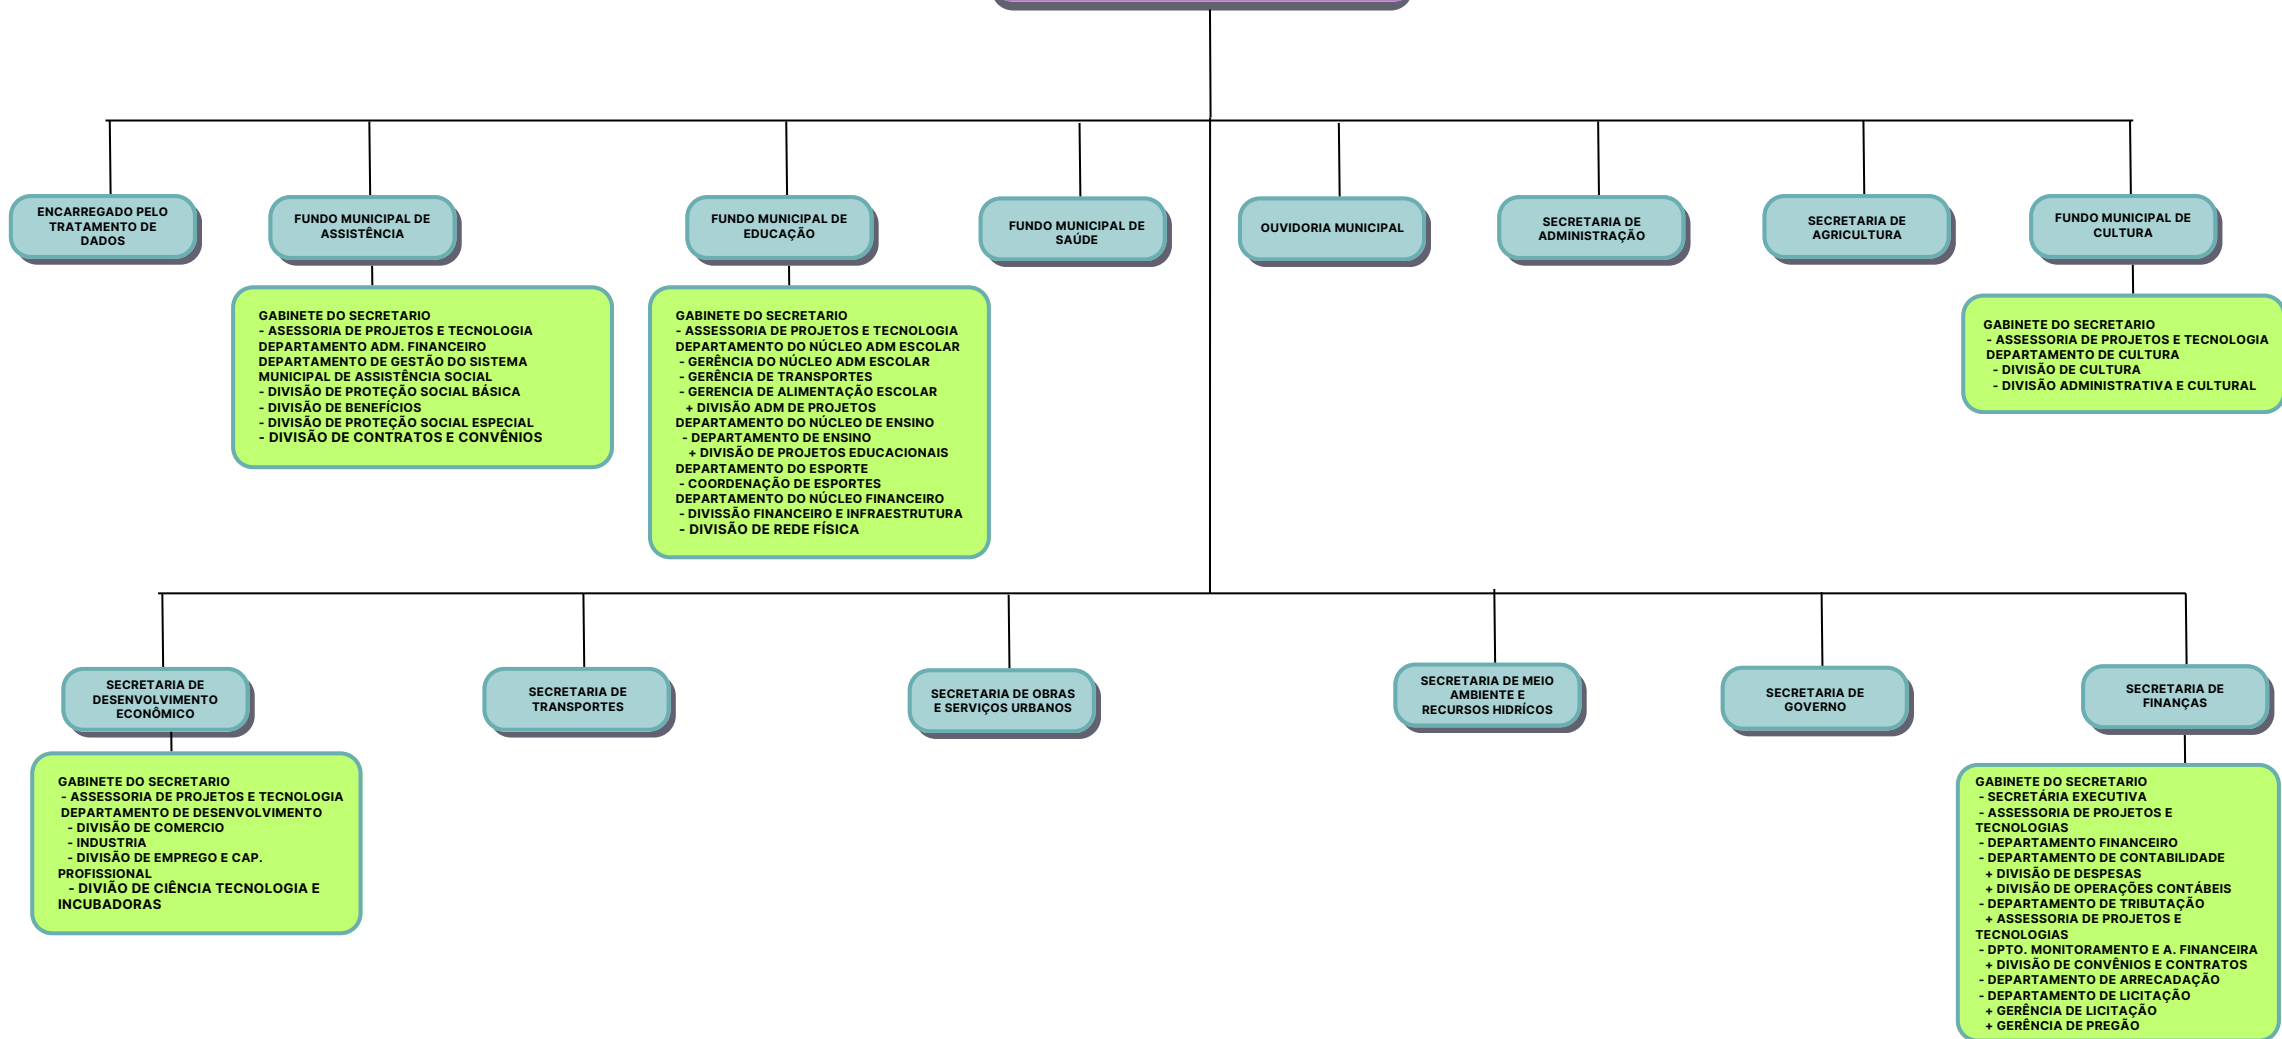 ENCARREGADO PELO
TRATAMENTO DE
DADOS
FUNDO MUNICIPAL DE
ASSISTÊNCIA
FUNDO MUNICIPAL DE
EDUCAÇÃO
FUNDO MUNICIPAL DE
SAÚDE
OUVIDORIA MUNICIPAL
SECRETARIA DE
ADMINISTRAÇÃO
SECRETARIA DE
AGRICULTURA
FUNDO MUNICIPAL DE
CULTURA
GABINETE DO SECRETARIO
- ASESSORIA DE PROJETOS E TECNOLOGIA
DEPARTAMENTO ADM. FINANCEIRO
DEPARTAMENTO DE GESTÃO DO SISTEMA
MUNICIPAL DE ASSISTÊNCIA SOCIAL
- DIVISÃO DE PROTEÇÃO SOCIAL BÁSICA
- DIVISÃO DE BENEFÍCIOS
- DIVISÃO DE PROTEÇÃO SOCIAL ESPECIAL
- DIVISÃO DE CONTRATOS E CONVÊNIOS
GABINETE DO SECRETARIO
- ASSESSORIA DE PROJETOS E TECNOLOGIA
DEPARTAMENTO DO NÚCLEO ADM ESCOLAR
- GERÊNCIA DO NÚCLEO ADM ESCOLAR
- GERÊNCIA DE TRANSPORTES
- GERENCIA DE ALIMENTAÇÃO ESCOLAR
+ DIVISÃO ADM DE PROJETOS
DEPARTAMENTO DO NÚCLEO DE ENSINO
- DEPARTAMENTO DE ENSINO
+ DIVISÃO DE PROJETOS EDUCACIONAIS
DEPARTAMENTO DO ESPORTE
- COORDENAÇÃO DE ESPORTES
DEPARTAMENTO DO NÚCLEO FINANCEIRO
- DIVISSÃO FINANCEIRO E INFRAESTRUTURA
- DIVISÃO DE REDE FÍSICA
GABINETE DO SECRETARIO
- ASSESSORIA DE PROJETOS E TECNOLOGIA
DEPARTAMENTO DE CULTURA
- DIVISÃO DE CULTURA
- DIVISÃO ADMINISTRATIVA E CULTURAL
SECRETARIA DE
DESENVOLVIMENTO
ECONÔMICO
SECRETARIA DE
TRANSPORTES
SECRETARIA DE OBRAS
E SERVIÇOS URBANOS
SECRETARIA DE MEIO
AMBIENTE E
RECURSOS HIDRÍCOS
SECRETARIA DE
GOVERNO
SECRETARIA DE
FINANÇAS
GABINETE DO SECRETARIO
- ASSESSORIA DE PROJETOS E TECNOLOGIA
DEPARTAMENTO DE DESENVOLVIMENTO
- DIVISÃO DE COMERCIO
- INDUSTRIA
- DIVISÃO DE EMPREGO E CAP.
PROFISSIONAL
- DIVIÃO DE CIÊNCIA TECNOLOGIA E
INCUBADORAS
GABINETE DO SECRETARIO
- SECRETÁRIA EXECUTIVA
- ASSESSORIA DE PROJETOS E
TECNOLOGIAS
- DEPARTAMENTO FINANCEIRO
- DEPARTAMENTO DE CONTABILIDADE
+ DIVISÃO DE DESPESAS
+ DIVISÃO DE OPERAÇÕES CONTÁBEIS
- DEPARTAMENTO DE TRIBUTAÇÃO
+ ASSESSORIA DE PROJETOS E
TECNOLOGIAS
- DPTO. MONITORAMENTO E A. FINANCEIRA
+ DIVISÃO DE CONVÊNIOS E CONTRATOS
- DEPARTAMENTO DE ARRECADAÇÃO
- DEPARTAMENTO DE LICITAÇÃO
+ GERÊNCIA DE LICITAÇÃO
+ GERÊNCIA DE PREGÃO